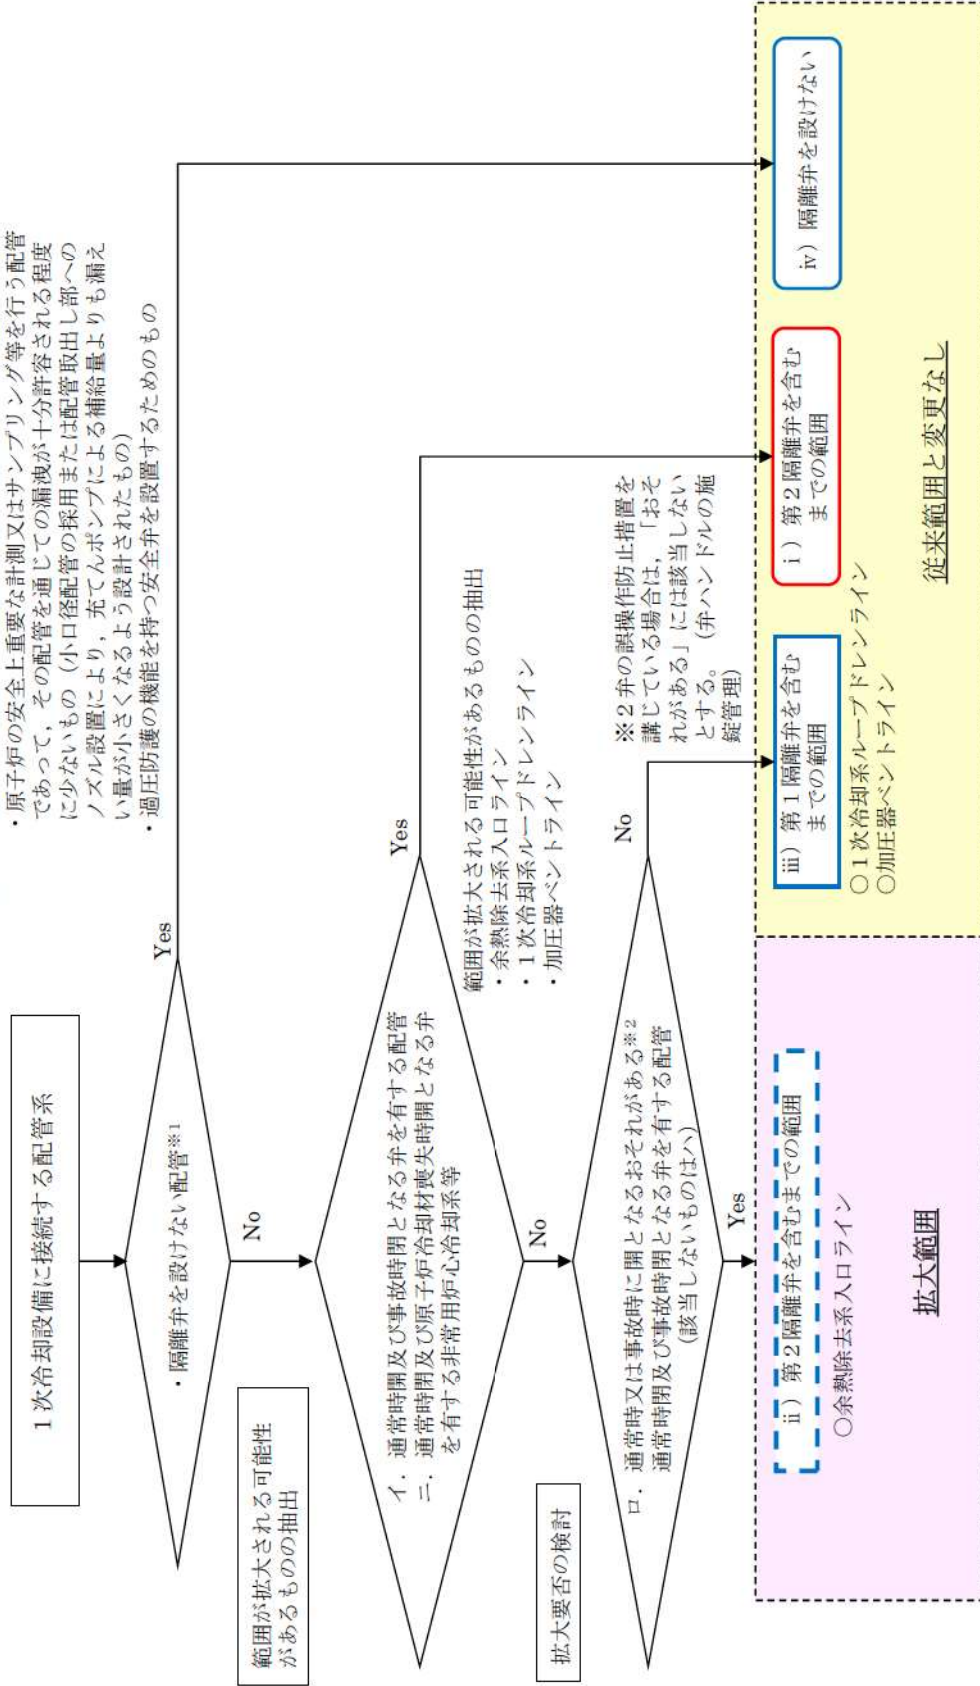 1次冷却設備に接続する配管系
・隔離弁を設けない配管※1
Yes
No
・原子炉の安全上重要な計測又はサンプリング等を行う配管
であって，その配管を通じての漏洩が十分許容される程度
に少ないもの（小口径配管の採用または配管取出し部への
ノズル設置により，充てんポンプによる補給量よりも漏え
い量が小さくなるよう設計されたもの）
・過圧防護の機能を持つ安全弁を設置するためのもの
範囲が拡大される可能性
があるものの抽出
イ．通常時開及び事故時閉となる弁を有する配管
ニ．通常時閉及び原子炉冷却材喪失時開となる弁
を有する非常用炉心冷却系等
Yes
No
範囲が拡大される可能性があるものの抽出
・余熱除去系入口ライン
・1次冷却系ループドレンライン
・加圧器ベントライン
拡大要否の検討
ロ．通常時又は事故時に開となるおそれがある※2
通常時閉及び事故時閉となる弁を有する配管
（該当しないものはハ）
No
Yes
※2弁の誤操作防止措置を
講じている場合は，「おそ
れがある」には該当しない
とする。（弁ハンドルの施
錠管理）
ⅱ）第2隔離弁を含むまでの範囲
○余熱除去系入口ライン
拡大範囲
ⅲ）第1隔離弁を含む
までの範囲
○1次冷却系ループドレンライン
○加圧器ベントライン
ⅰ）第2隔離弁を含む
までの範囲
ⅳ）隔離弁を設けない
従来範囲と変更なし